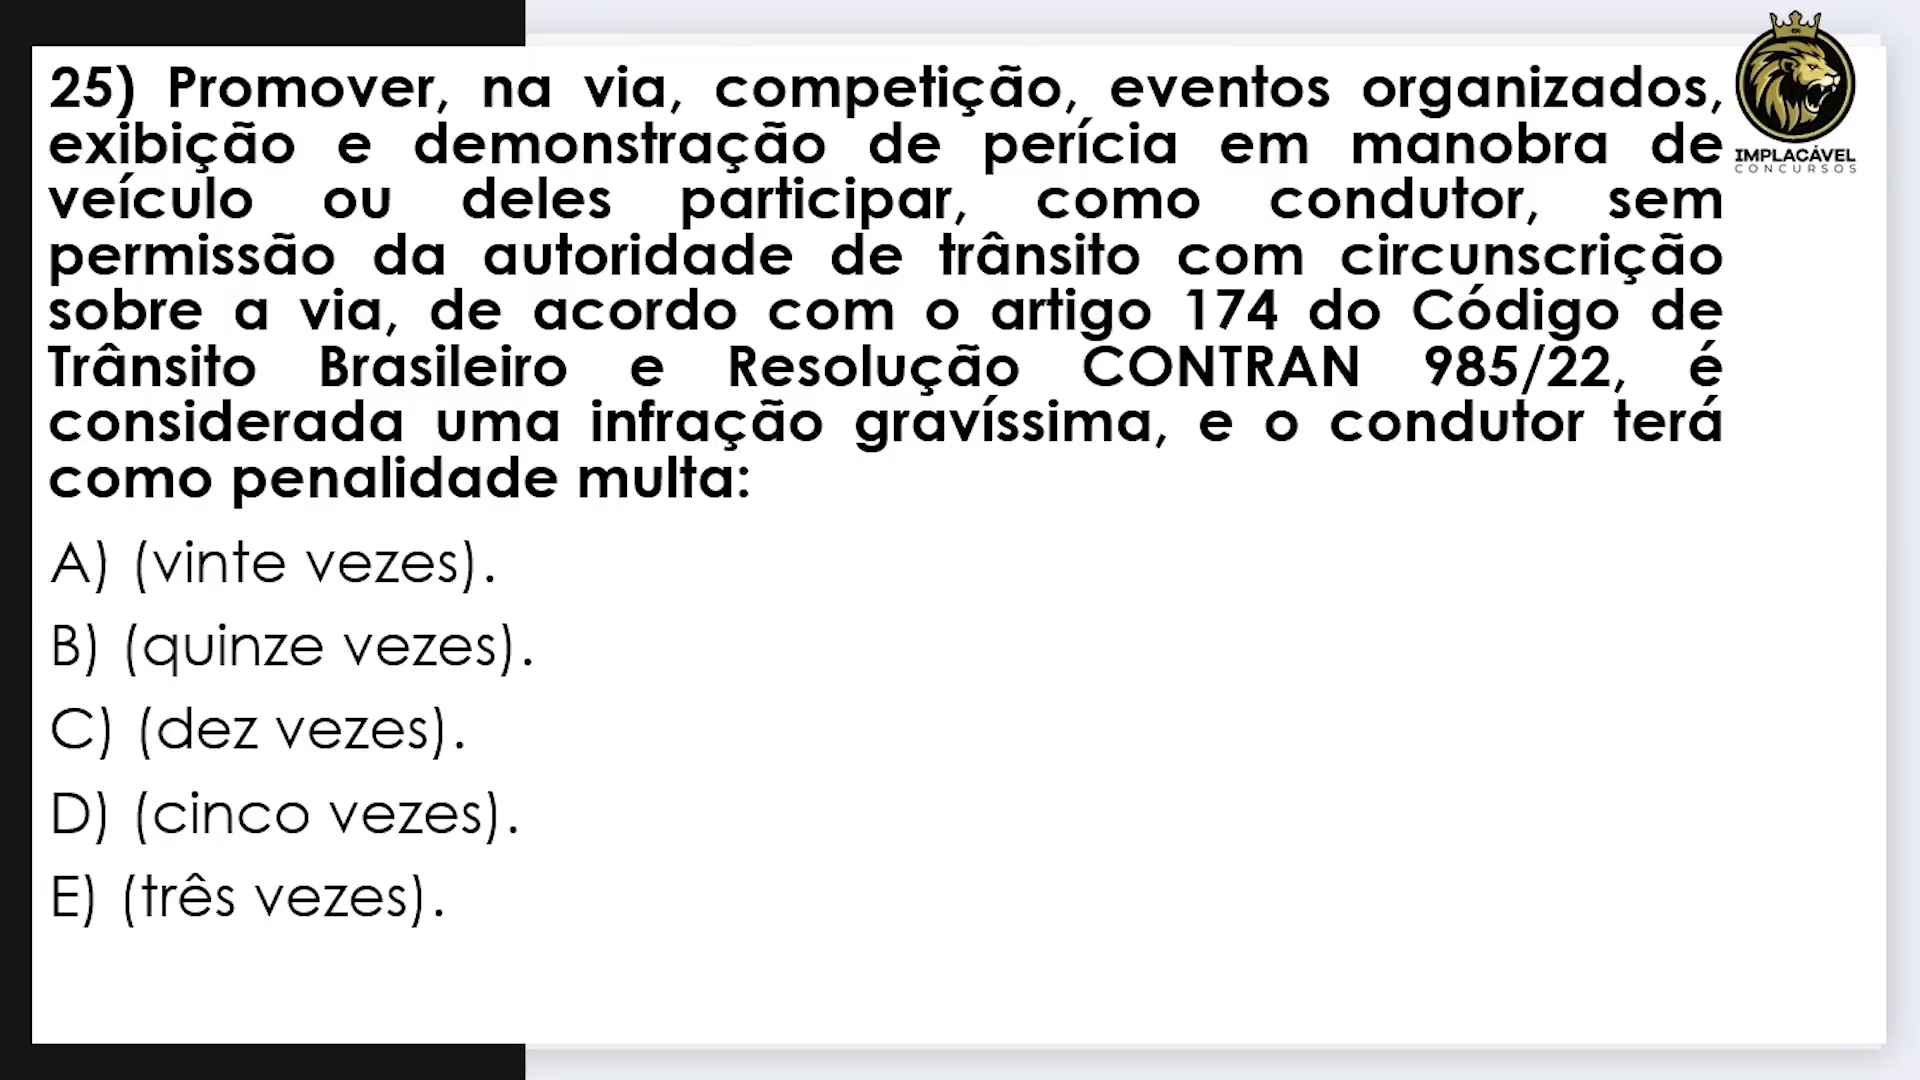 25) Promover, na via, competição, eventos organizados,
exibição e demonstração de perícia em manobra de
veículo ou deles participar, como condutor, sem
permissão da autoridade de trânsito com circunscrição
sobre a via, de acordo com o artigo 174 do Código de
Trânsito Brasileiro e Resolução CONTRAN 985/22, é
considerada uma infração gravíssima, e o condutor terá
como penalidade multa:
A) (vinte vezes).
B) (quinze vezes).
C) (dez vezes).
D) (cinco vezes).
E) (três vezes).
IMPLACÁVEL
CONCURSOS